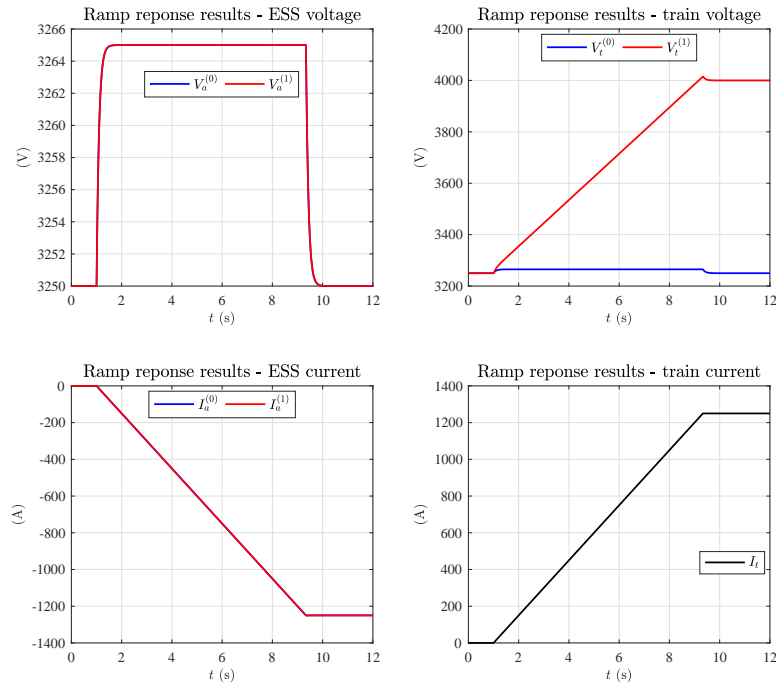 Ramp reponse results - ESS voltage
3266
3264
3262
3260
3258
3256
3254
3252
3250
(V)
V_a^{(0)} V_a^{(1)}
0 2 4 6 8 10 12
t (s)
Ramp reponse results - train voltage
4200
4000
3800
3600
3400
3200
(V)
V_t^{(0)} V_t^{(1)}
0 2 4 6 8 10 12
t (s)
Ramp reponse results - ESS current
0
-200
-400
-600
-800
-1000
-1200
-1400
(A)
I_a^{(0)} I_a^{(1)}
0 2 4 6 8 10 12
t (s)
Ramp reponse results - train current
1400
1200
1000
800
600
400
200
0
(A)
I_t
0 2 4 6 8 10 12
t (s)